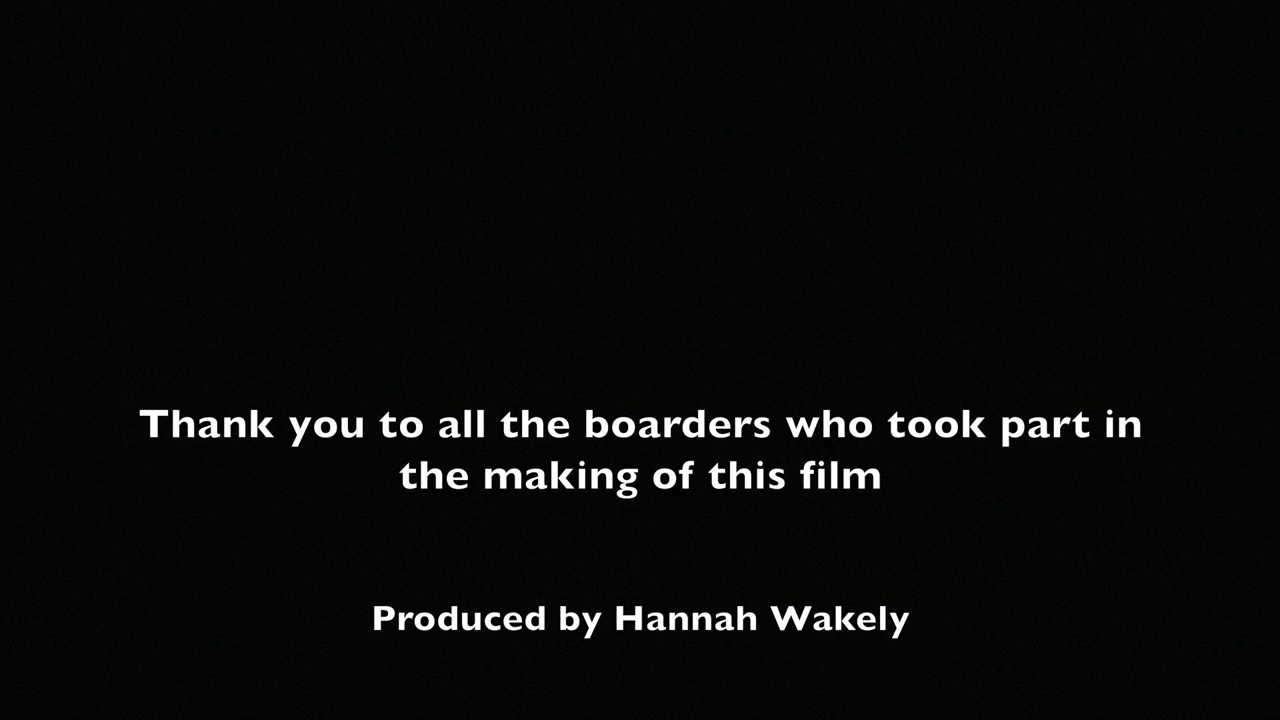 Thank you to all the boarders who took part in
the making of this film
Produced by Hannah Wakely